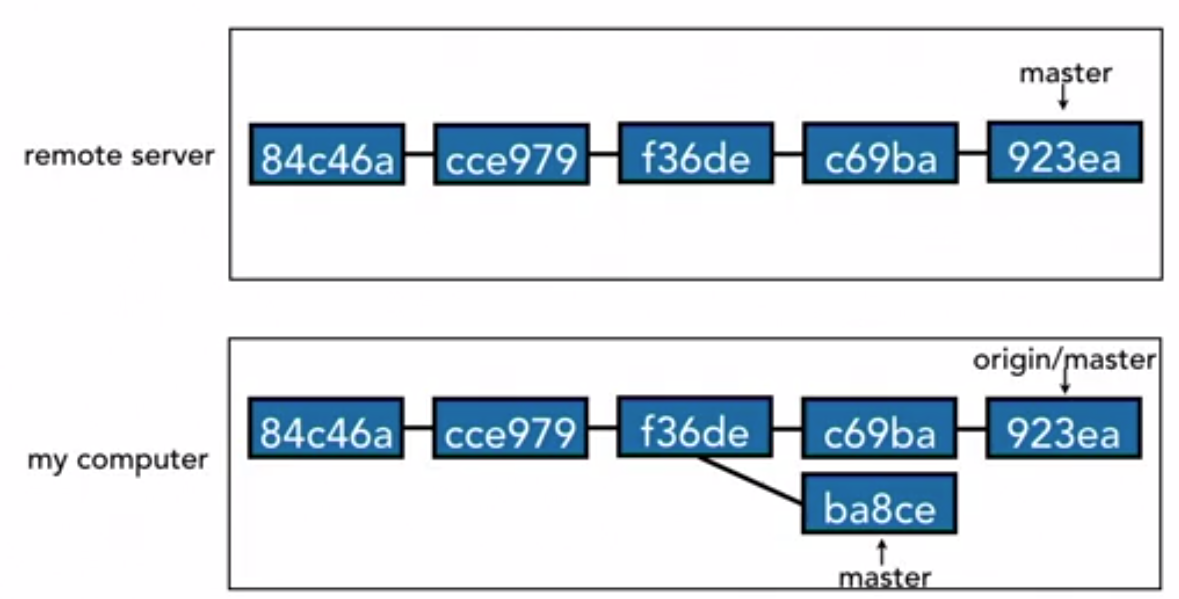 master
remote server
84c46a
cce979
f36de
c69ba
923ea
origin/master
my computer
84c46a
cce979
f36de
c69ba
923ea
ba8ce
master